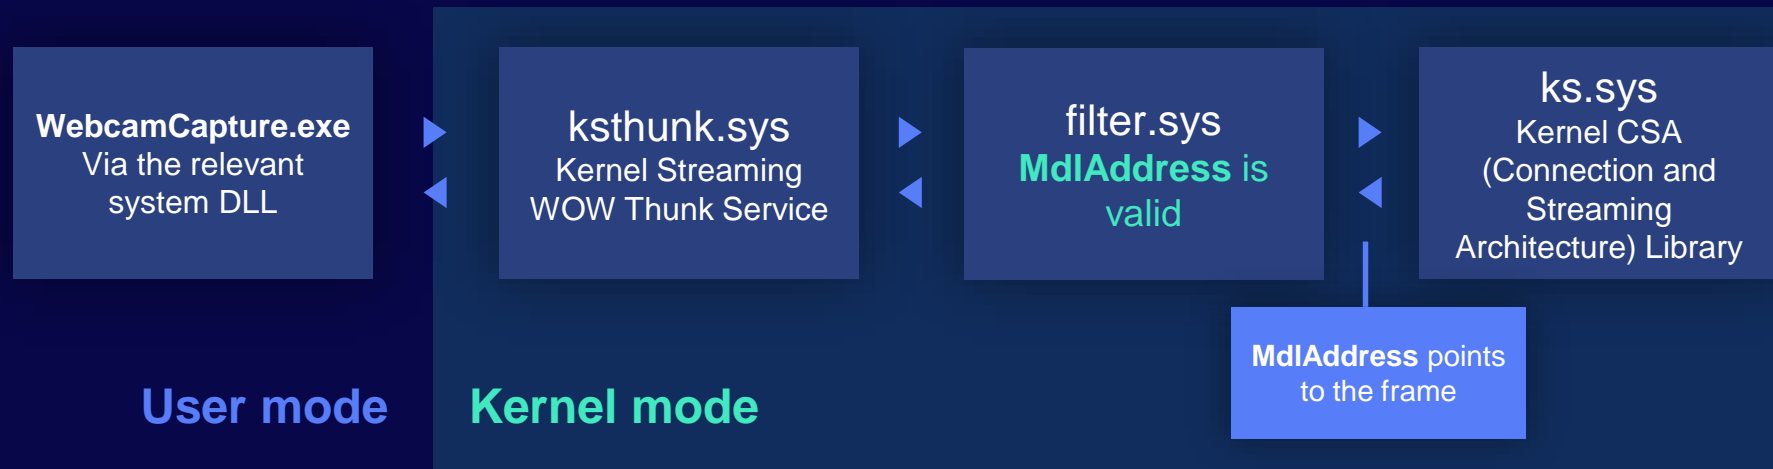 WebcamCapture.exe
Via the relevant
system DLL
ksthunk.sys
Kernel Streaming
WOW Thunk Service
filter.sys
MdlAddress is
valid
ks.sys
Kernel CSA
(Connection and
Streaming
Architecture) Library
MdlAddress points
to the frame
User mode
Kernel mode